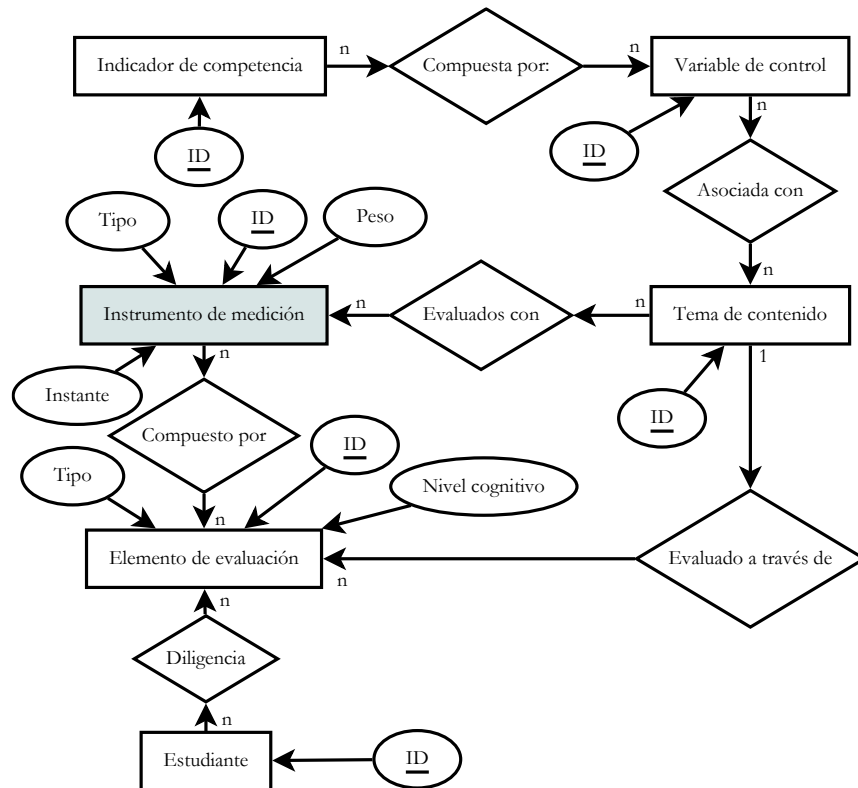 n
n
Indicador de competencia
Compuesta por:
Variable de control
n
ID
ID
Asociada con
Tipo
ID
Peso
n
n
n
Instrumento de medición
Evaluados con
Tema de contenido
n
1
Instante
ID
Compuesto por
ID
Tipo
Nivel cognitivo
n
Elemento de evaluación
Evaluado a través de
n
n
Diligencia
n
Estudiante
ID